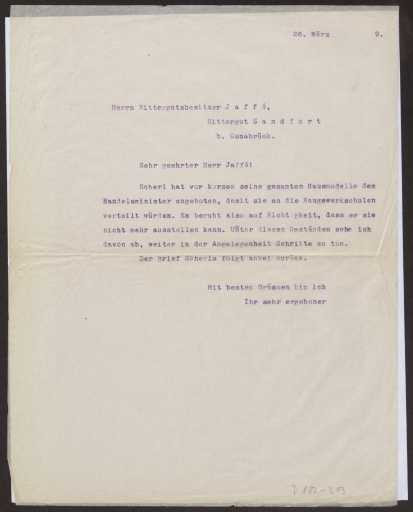 26. März 9.
Herrn Rittergutsbesitzer J a f f é,
Rittergut S a n d f o r t
b. Osnabrück.
Sehr geehrter Herr Jaffé!
Scherl hat vor kurzem seine gesamten Hausmodelle dem
Handelsminister angeboten, damit sie an die Baugewerkschulen
verteilt würden. Es beruht also auf Richtigkeit, dass er sie
nicht mehr ausstellen kann. Unter diesen Umständen sehe ich
davon ab, weiter in der Angelegenheit Schritte zu tun.
Der Brief Scherls folgt anbei zurück.
Mit besten Grüssen bin ich
Ihr sehr ergebener